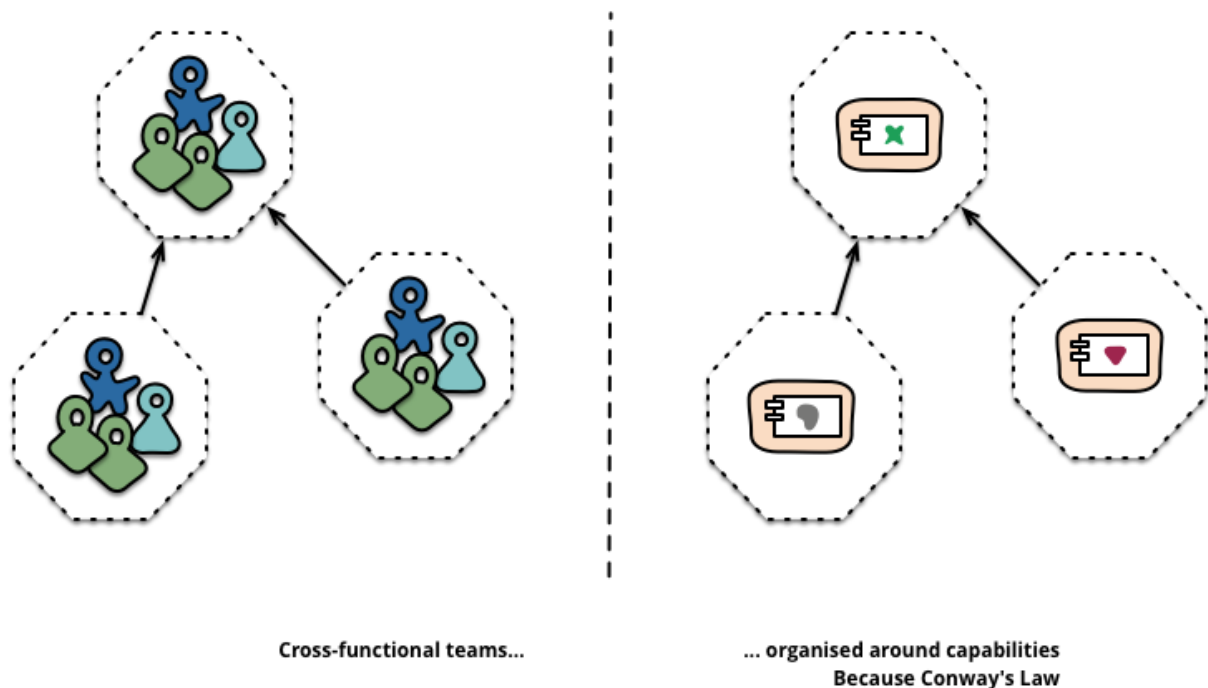 Cross-functional teams...
... organised around capabilities
Because Conway's Law